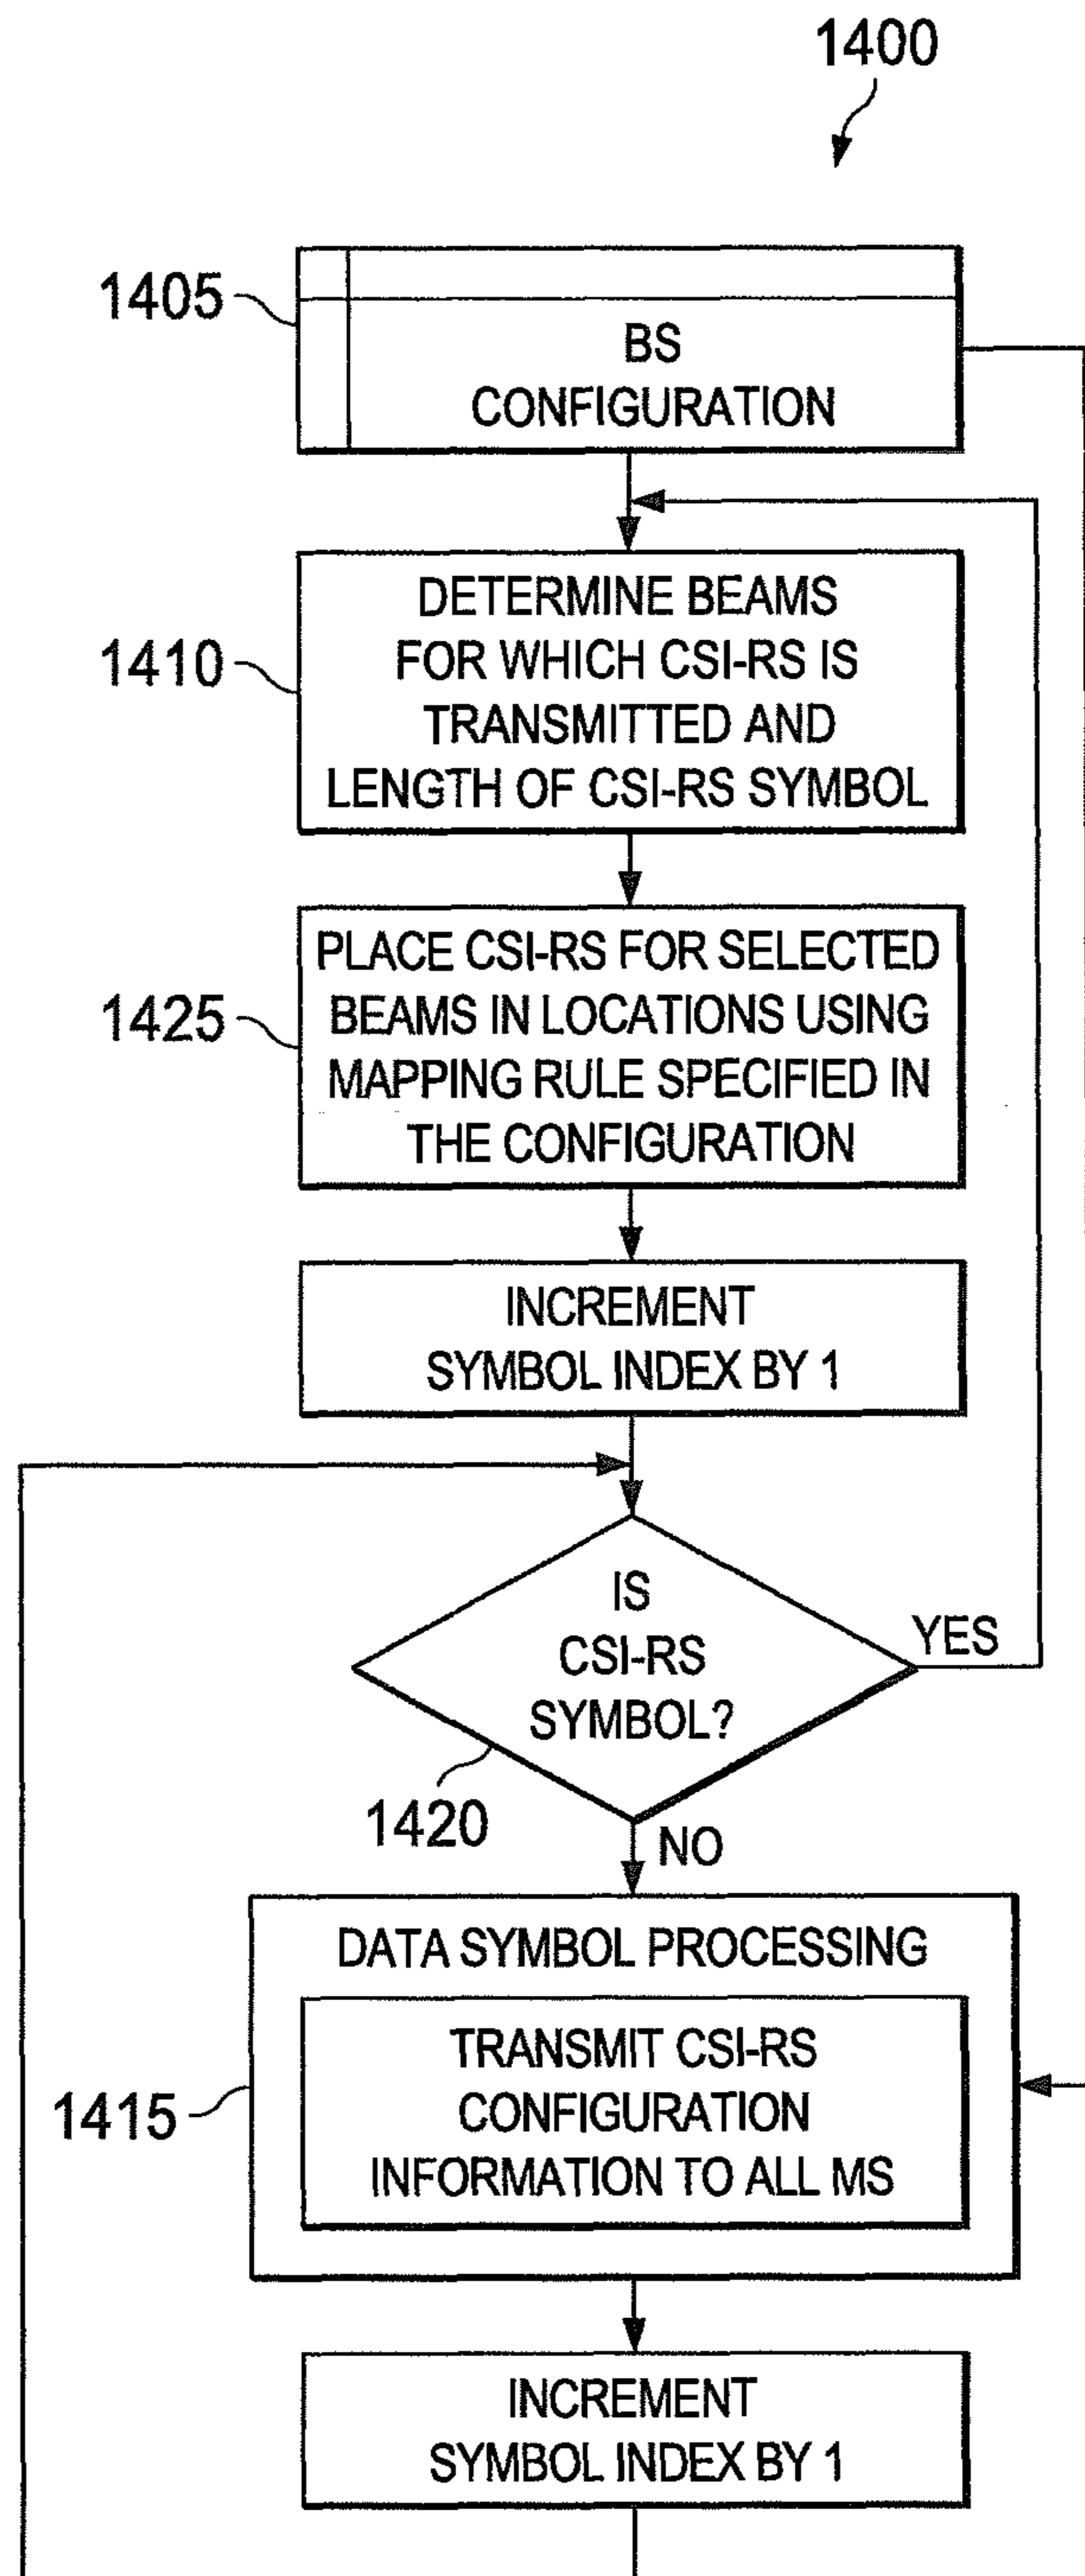 1400
1405
BS
CONFIGURATION
1410
DETERMINE BEAMS
FOR WHICH CSI-RS IS
TRANSMITTED AND
LENGTH OF CSI-RS SYMBOL
1425
PLACE CSI-RS FOR SELECTED
BEAMS IN LOCATIONS USING
MAPPING RULE SPECIFIED IN
THE CONFIGURATION
INCREMENT
SYMBOL INDEX BY 1
IS
CSI-RS
SYMBOL?
YES
1420
NO
DATA SYMBOL PROCESSING
1415
TRANSMIT CSI-RS
CONFIGURATION
INFORMATION TO ALL MS
INCREMENT
SYMBOL INDEX BY 1